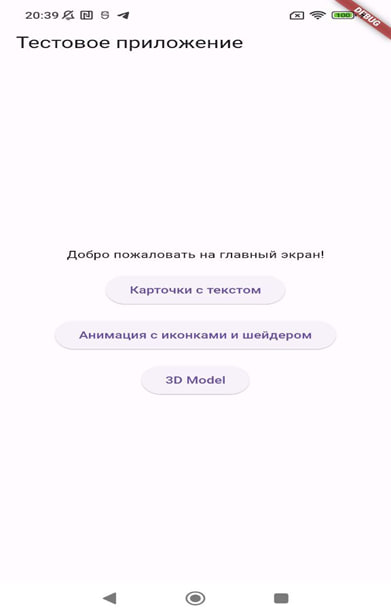 20:39
100
DEBUG
Тестовое приложение
Добро пожаловать на главный экран!
Карточки с текстом
Анимация с иконками и шейдером
3D Model